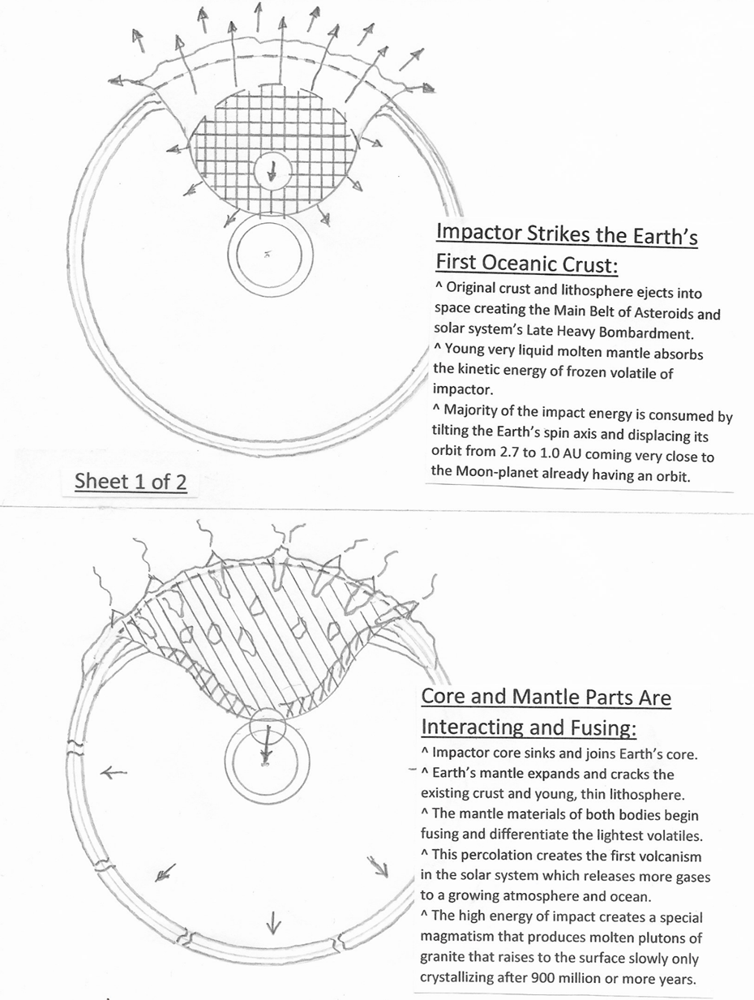 Impactor Strikes the Earth's
First Oceanic Crust:
^ Original crust and lithosphere ejects into
space creating the Main Belt of Asteroids and
solar system's Late Heavy Bombardment.
^ Young very liquid molten mantle absorbs
the kinetic energy of frozen volatile of
impactor.
^ Majority of the impact energy is consumed by
tilting the Earth's spin axis and displacing its
orbit from 2.7 to 1.0 AU coming very close to
the Moon-planet already having an orbit.
Sheet 1 of 2
Core and Mantle Parts Are
Interacting and Fusing:
^ Impactor core sinks and joins Earth's core.
^ Earth's mantle expands and cracks the
existing crust and young, thin lithosphere.
^ The mantle materials of both bodies begin
fusing and differentiate the lightest volatiles.
^ This percolation creates the first volcanism
in the solar system which releases more gases
to a growing atmosphere and ocean.
^ The high energy of impact creates a special
magmatism that produces molten plutons of
granite that raises to the surface slowly only
crystallizing after 900 million or more years.